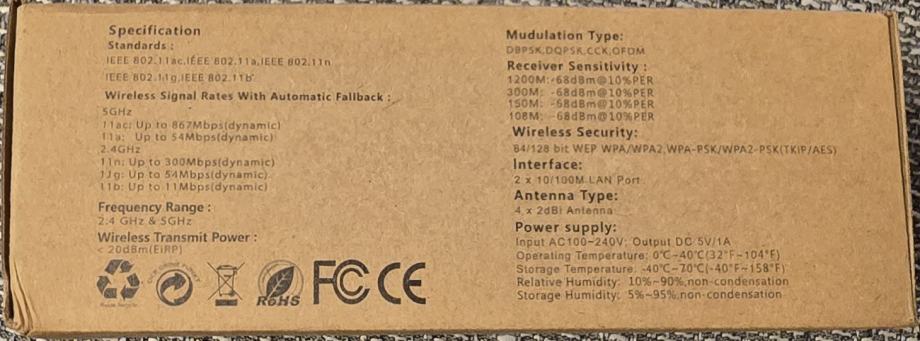 Specification
Standards :
IEEE 802.11ac,IEEE 802.11a,IEEE 802.11n
IEEE 802.11g,IEEE 802.11b
Wireless Signal Rates With Automatic Fallback :
5GHz
11ac: Up to 867Mbps(dynamic)
11a: Up to 54Mbps(dynamic)
2.4GHz
11n: Up to 300Mbps(dynamic)
11g: Up to 54Mbps(dynamic)
11b: Up to 11Mbps(dynamic)
Frequency Range :
2.4 GHz & 5GHz
Wireless Transmit Power :
< 20dBm(EiRP)
RoHS FC CE
Mudulation Type:
DBPSK,DQPSK,CCK,OFDM
Receiver Sensitivity :
1200M: -68dBm@10%PER
300M: -68dBm@10%PER
150M: -68dBm@10%PER
108M: -68dBm@10%PER
Wireless Security:
64/128 bit WEP WPA/WPA2,WPA-PSK/WPA2-PSK(TKIP/AES)
Interface:
2 x 10/100M LAN Port
Antenna Type:
4 x 2dBi Antenna
Power supply:
Input AC100~240V; Output DC 5V/1A
Operating Temperature: 0°C~40°C(32°F~104°F)
Storage Temperature: -40°C~70°C(-40°F~158°F)
Relative Humidity: 10%~90%,non-condensation
Storage Humidity: 5%~95%,non-condensation